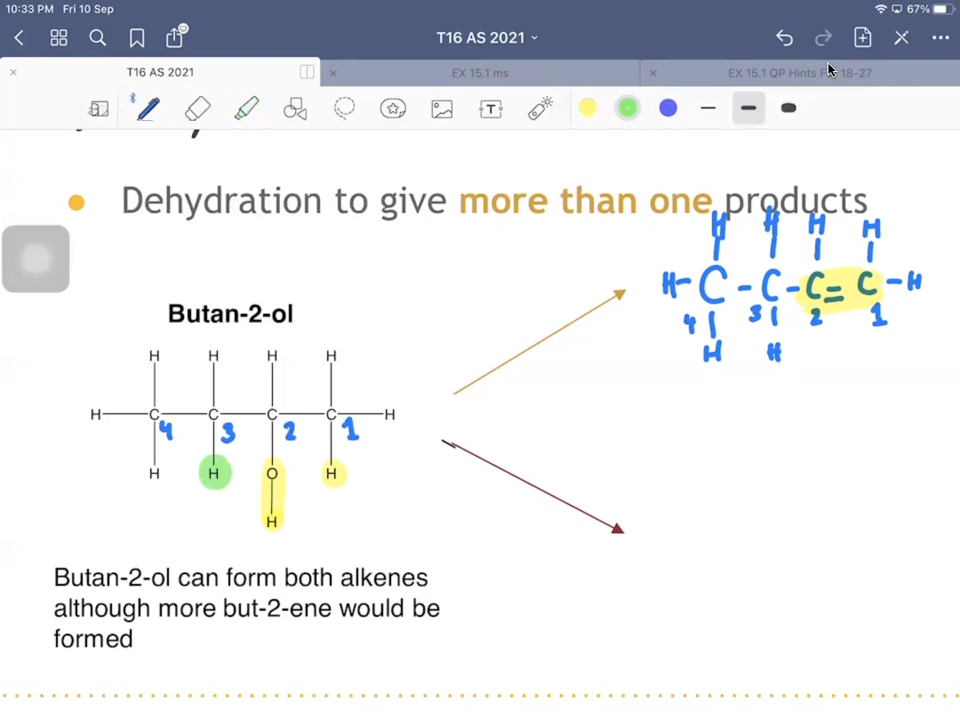 10:33 PM Fri 10 Sep 67%
T16 AS 2021
T16 AS 2021 EX 15.1 ms EX 15.1 QP Hints 18-27
T
Dehydration to give more than one products
H H H H
H-C-C-C=C-H
4 3 2 1
H H
Butan-2-ol
H H H H
H C C C C H
4 3 2 1
H H O H
H
Butan-2-ol can form both alkenes
although more but-2-ene would be
formed